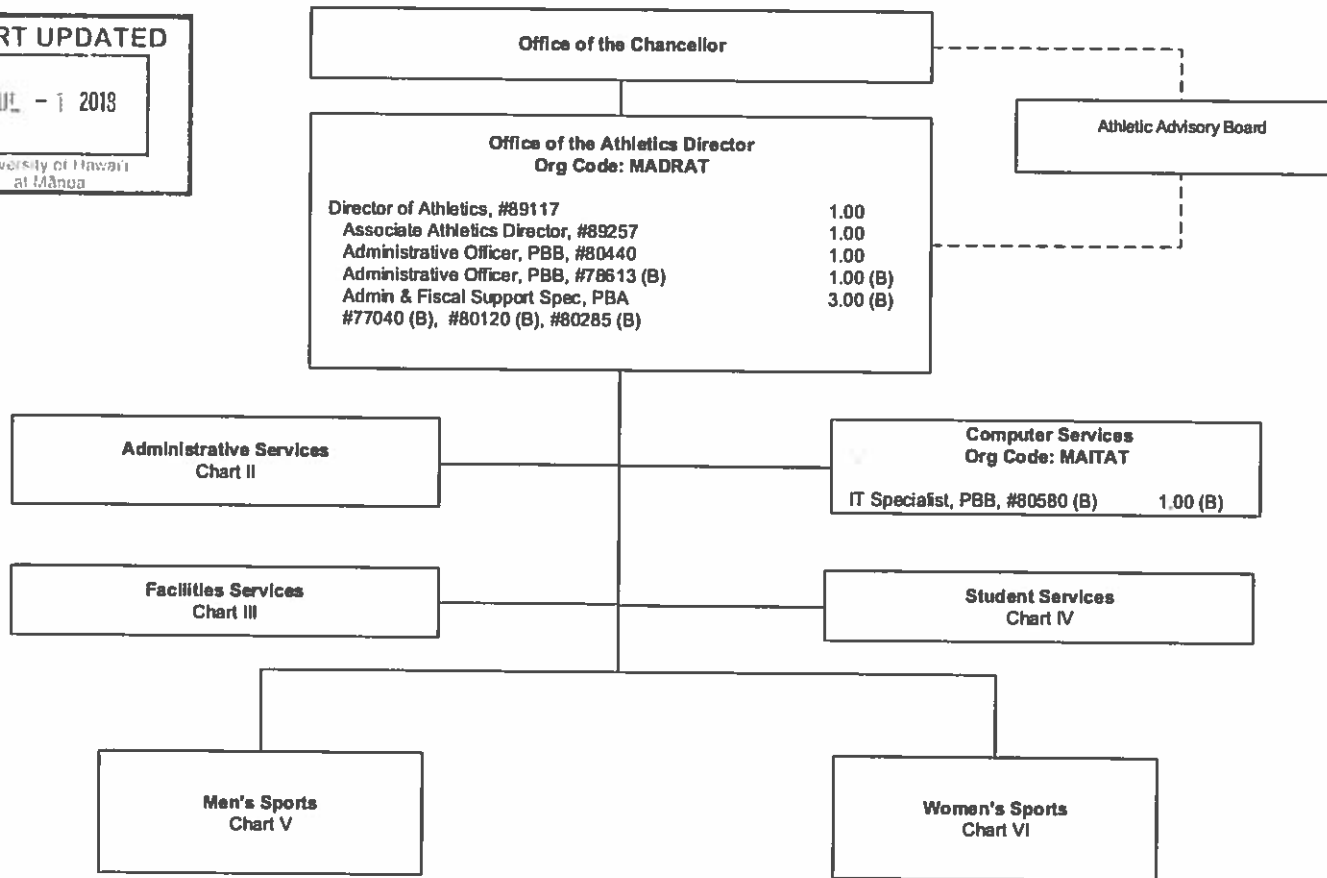 RT UPDATED
- 1 2013
at Mānoa
Office of the Chancellor
Athletic Advisory Board
Office of the Athletics Director
Org Code: MADRAT
Director of Athletics, #89117 1.00
Associate Athletics Director, #89257 1.00
Administrative Officer, PBB, #80440 1.00
Administrative Officer, PBB, #78613 (B) 1.00 (B)
Admin & Fiscal Support Spec, PBA 3.00 (B)
#77040 (B), #80120 (B), #80285 (B)
Administrative Services
Chart II
Computer Services
Org Code: MAITAT
IT Specialist, PBB, #80580 (B) 1.00 (B)
Facilities Services
Chart III
Student Services
Chart IV
Men's Sports
Chart V
Women's Sports
Chart VI